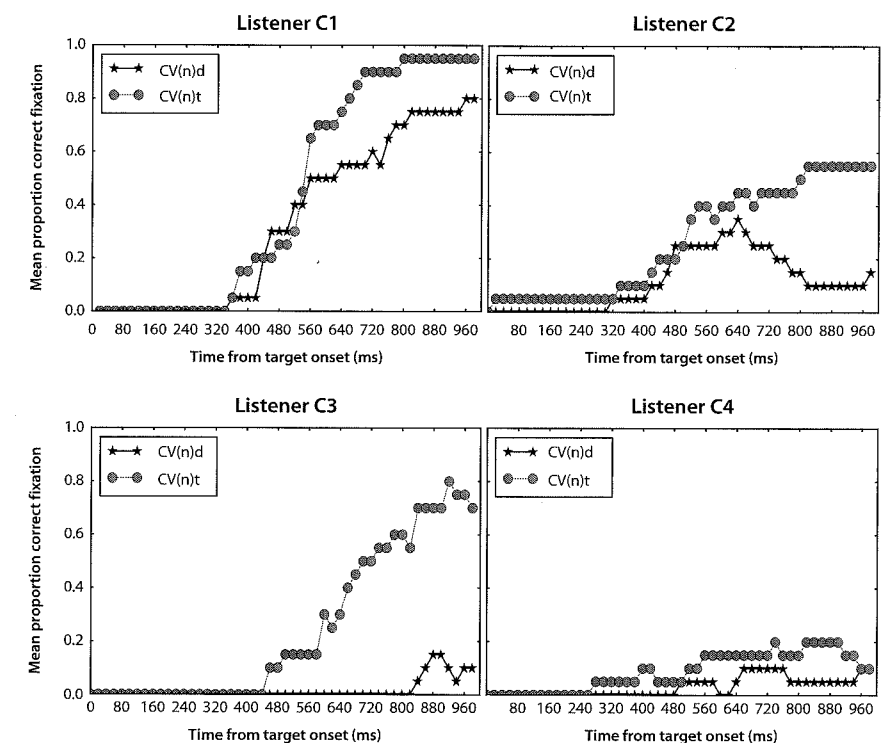 Listener C1
Mean proportion correct fixation
1.0
0.8
0.6
0.4
0.2
0.0
CV(n)d
CV(n)t
0 80 160 240 320 400 480 560 640 720 800 880 960
Time from target onset (ms)
Listener C2
CV(n)d
CV(n)t
80 160 240 320 400 480 560 640 720 800 880 960
Time from target onset (ms)
Listener C3
Mean proportion correct fixation
1.0
0.8
0.6
0.4
0.2
0.0
CV(n)d
CV(n)t
0 80 160 240 320 400 480 560 640 720 800 880 960
Time from target onset (ms)
Listener C4
CV(n)d
CV(n)t
80 160 240 320 400 480 560 640 720 800 880 960
Time from target onset (ms)